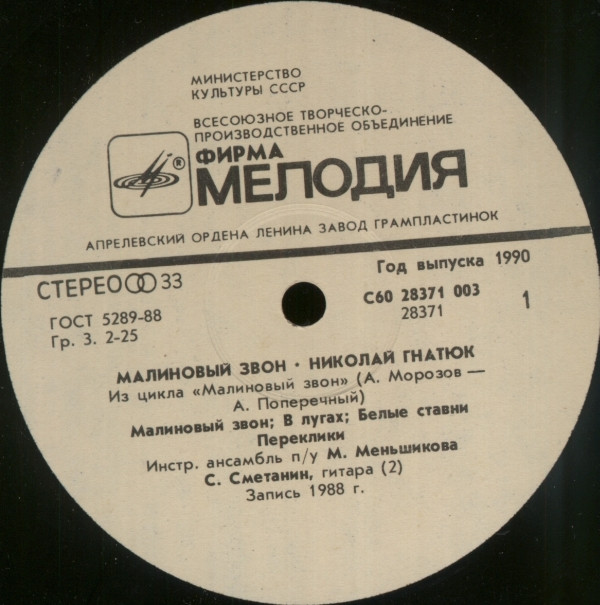 МИНИСТЕРСТВО
КУЛЬТУРЫ СССР
ВСЕСОЮЗНОЕ ТВОРЧЕСКО-
ПРОИЗВОДСТВЕННОЕ ОБЪЕДИНЕНИЕ
®
ФИРМА
МЕЛОДИЯ
АПРЕЛЕВСКИЙ ОРДЕНА ЛЕНИНА ЗАВОД ГРАМПЛАСТИНОК
СТЕРЕО 33
Год выпуска 1990
ГОСТ 5289-88
Гр. 3. 2-25
С60 28371 003
28371
1
МАЛИНОВЫЙ ЗВОН · НИКОЛАЙ ГНАТЮК
Из цикла «Малиновый звон» (А. Морозов —
А. Поперечный)
Малиновый звон; В лугах; Белые ставни
Переклики
Инстр. ансамбль п/у М. Меньшикова
С. Сметанин, гитара (2)
Запись 1988 г.